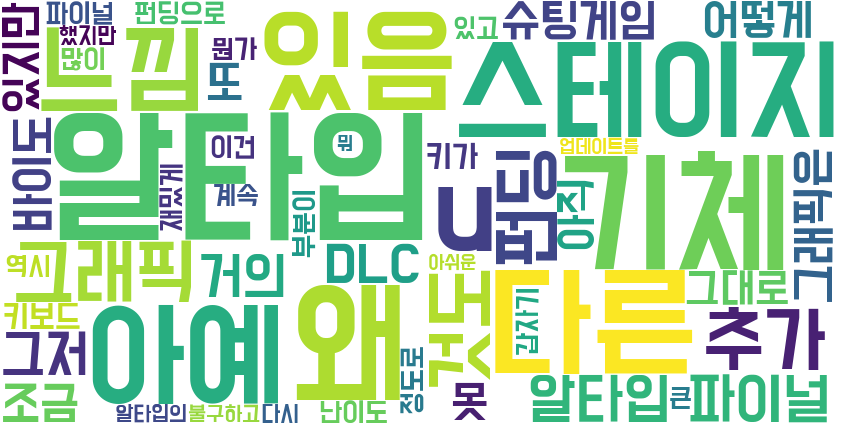 있지만
파이널
펀딩으로
했지만
많이
느낌
뭔가
또
있음
있고
슈팅게임
어떻게
스테이지
바이도
알타입
뭐
재밌게
이건
계속
부분이
키가
u
펀딩
업데이트를
아직
기체
그래픽은
역시
그래픽
거의
DLC
아쉬운
키보드
그저
아예
왜
것도
다른
갑자기
그대로
추가
조금
알타입의
불구하고
다시
난이도
정도로
못
알타입
큰
파이널